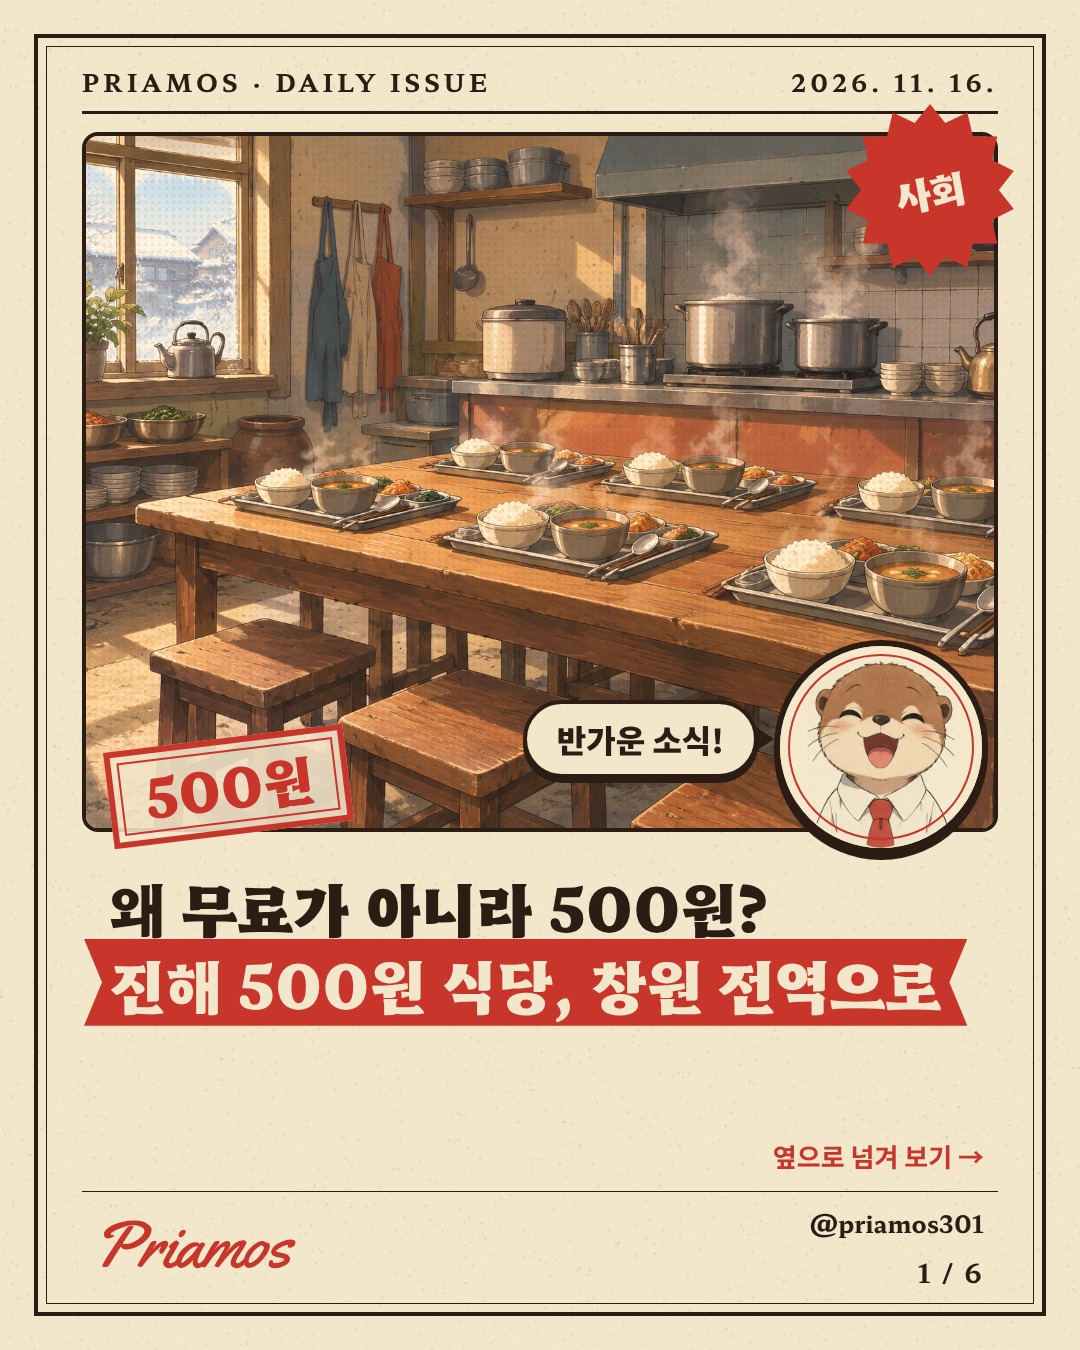 PRIAMOS · DAILY ISSUE
2026. 11. 16.
사회
반가운 소식!
500원
왜 무료가 아니라 500원?
진해 500원 식당, 창원 전역으로
옆으로 넘겨 보기 →
Priamos
@priamos301
1 / 6